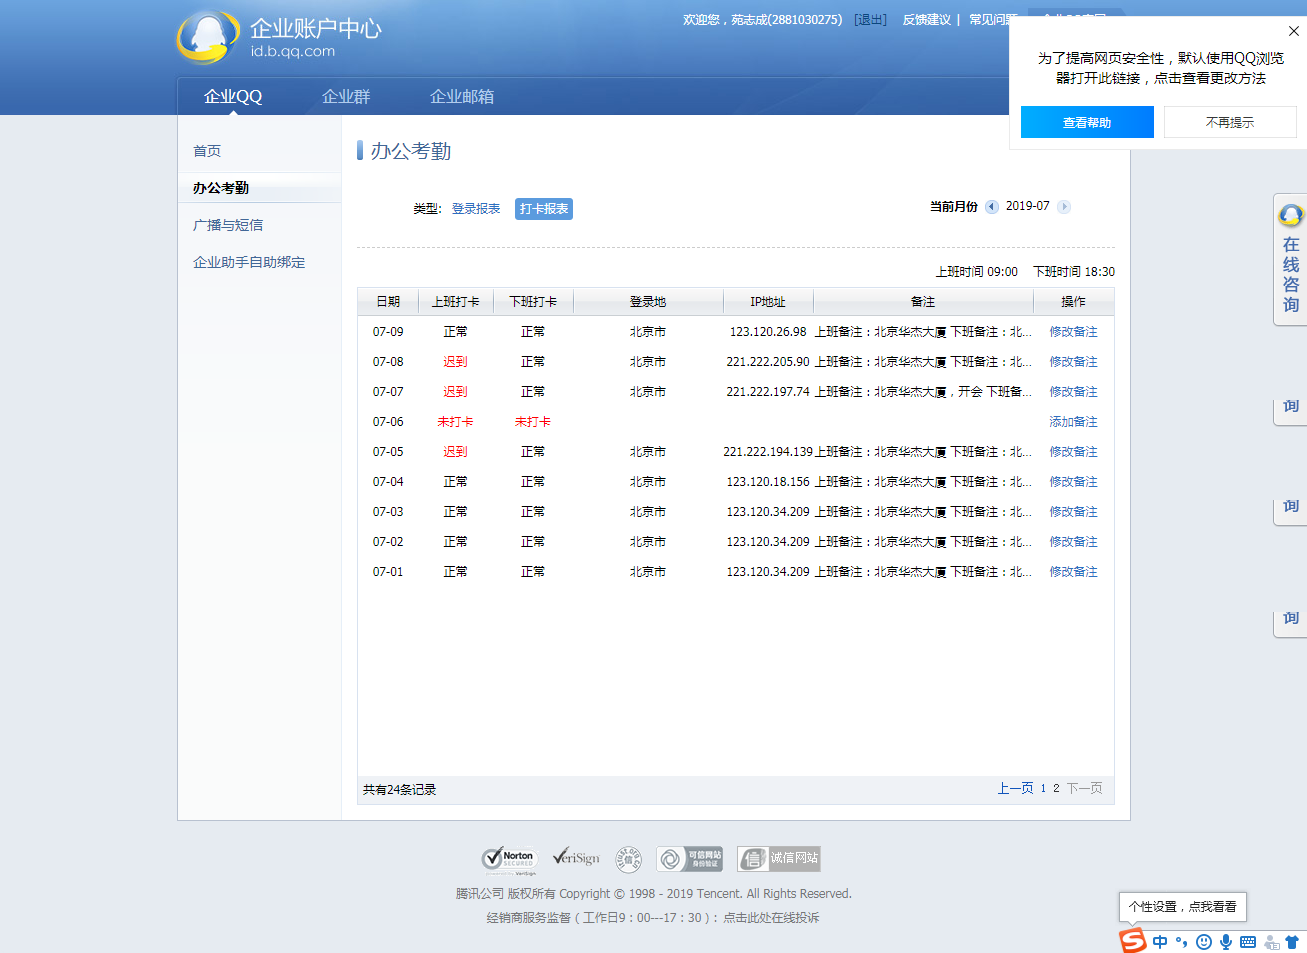 企业账户中心
id.b.qq.com
欢迎您，苑志成(2881030275) [退出] 反馈建议 | 常见问题
为了提高网页安全性，默认使用QQ浏览
器打开此链接，点击查看更改方法
查看帮助 不再提示
企业QQ 企业群 企业邮箱
首页
办公考勤
广播与短信
企业助手自助绑定
办公考勤
类型: 登录报表 打卡报表
当前月份 2019-07
上班时间 09:00 下班时间 18:30
日期 上班打卡 下班打卡 登录地 IP地址 备注 操作
07-09 正常 正常 北京市 123.120.26.98 上班备注：北京华杰大厦 下班备注：北... 修改备注
07-08 迟到 正常 北京市 221.222.205.90 上班备注：北京华杰大厦 下班备注：北... 修改备注
07-07 迟到 正常 北京市 221.222.197.74 上班备注：北京华杰大厦，开会 下班备... 修改备注
07-06 未打卡 未打卡 添加备注
07-05 迟到 正常 北京市 221.222.194.139 上班备注：北京华杰大厦 下班备注：北... 修改备注
07-04 正常 正常 北京市 123.120.18.156 上班备注：北京华杰大厦 下班备注：北... 修改备注
07-03 正常 正常 北京市 123.120.34.209 上班备注：北京华杰大厦 下班备注：北... 修改备注
07-02 正常 正常 北京市 123.120.34.209 上班备注：北京华杰大厦 下班备注：北... 修改备注
07-01 正常 正常 北京市 123.120.34.209 上班备注：北京华杰大厦 下班备注：北... 修改备注
共有24条记录 上一页 1 2 下一页
在线咨询
询
询
询
Norton SECURED VeriSign 可信网站 身份验证 信 诚信网站
腾讯公司 版权所有 Copyright © 1998 - 2019 Tencent. All Rights Reserved.
经销商服务监督（工作日9：00---17：30）：点击此处在线投诉
个性设置，点我看看
中